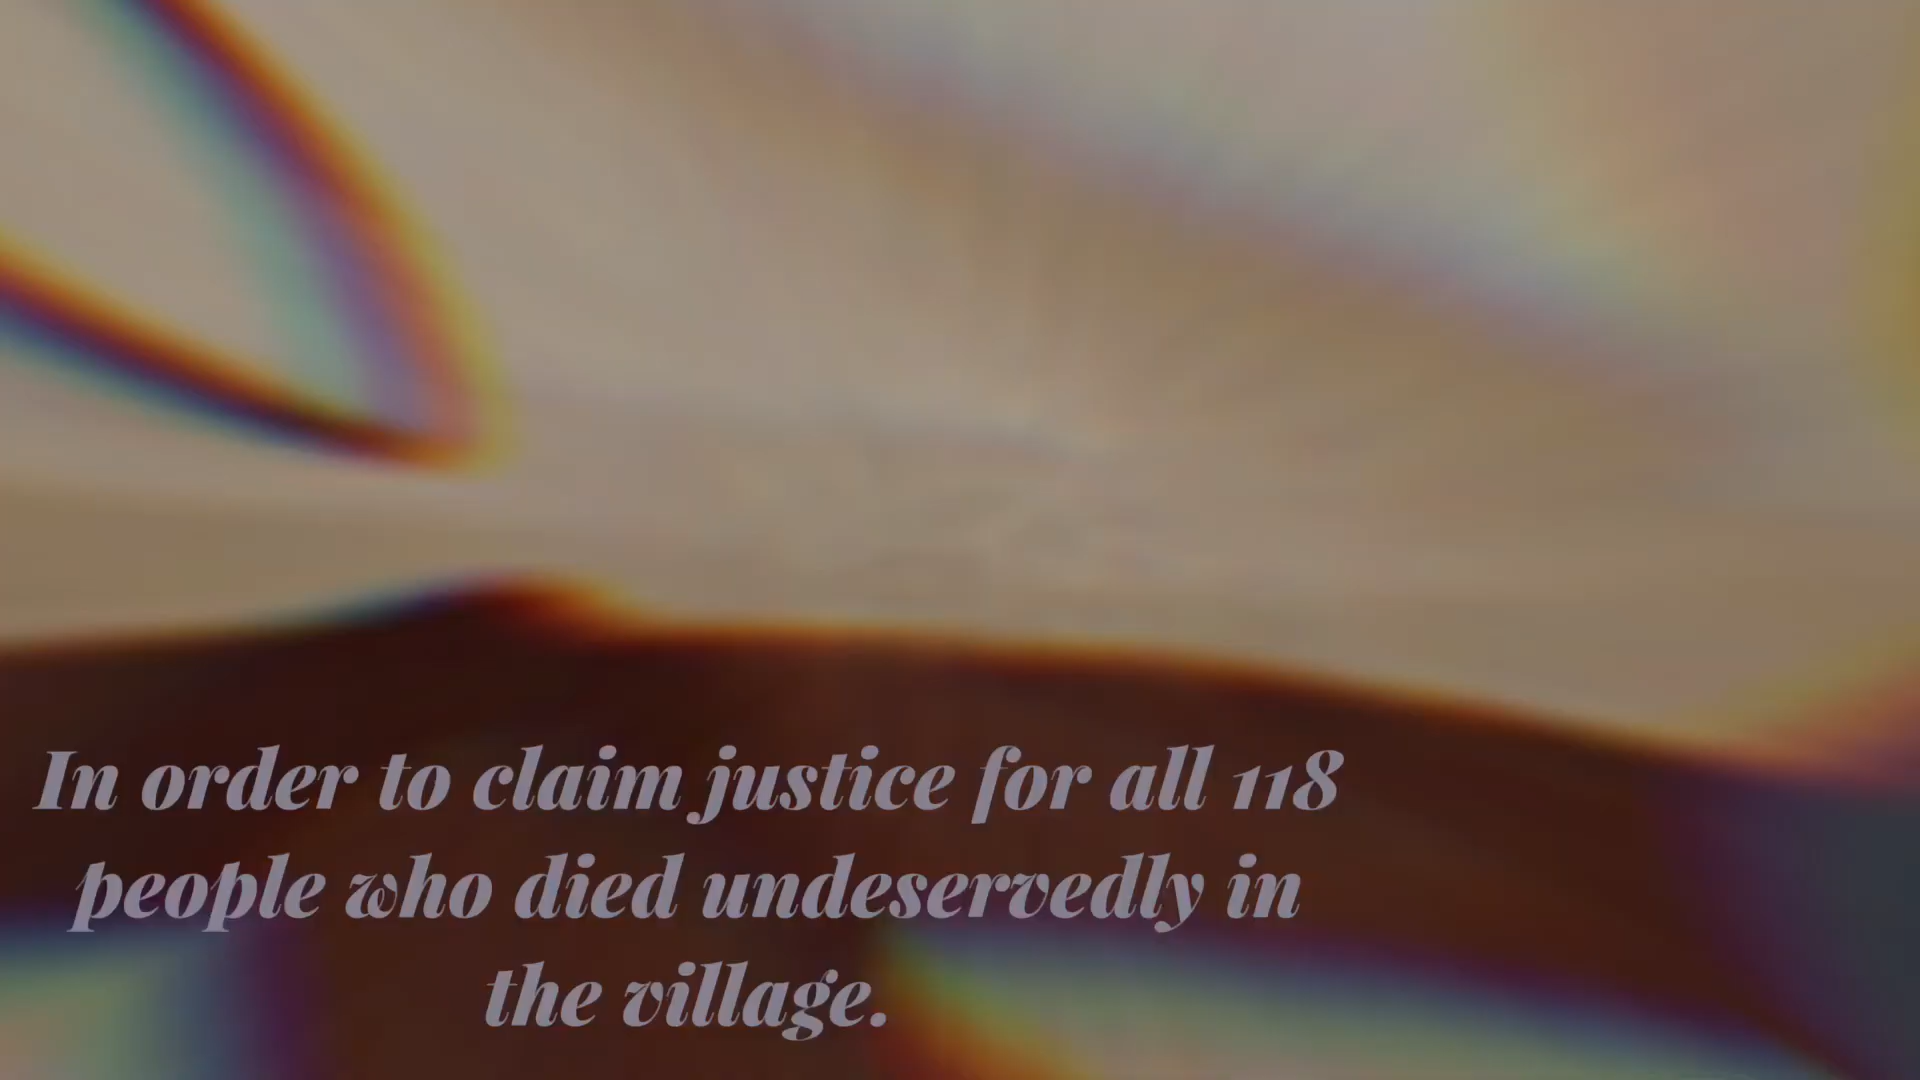 In order to claim justice for all 118
people who died undeservedly in
the village.